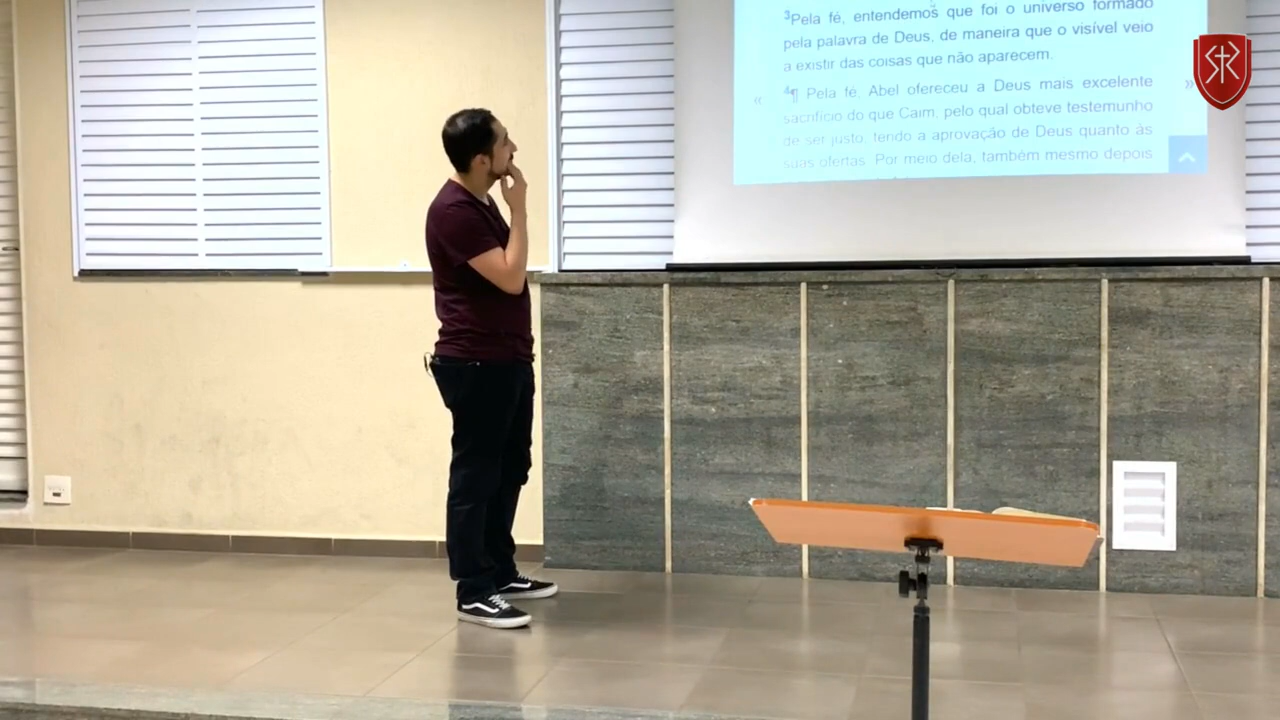 ³Pela fé, entendemos que foi o universo formado
pela palavra de Deus, de maneira que o visível veio
a existir das coisas que não aparecem.
⁴¶ Pela fé, Abel ofereceu a Deus mais excelente
sacrifício do que Caim, pelo qual obteve testemunho
de ser justo, tendo a aprovação de Deus quanto às
suas ofertas. Por meio dela, também mesmo depois